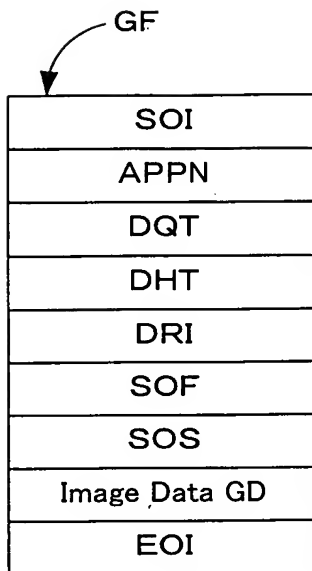 GF
SOI
APPN
DQT
DHT
DRI
SOF
SOS
Image Data GD
EOI